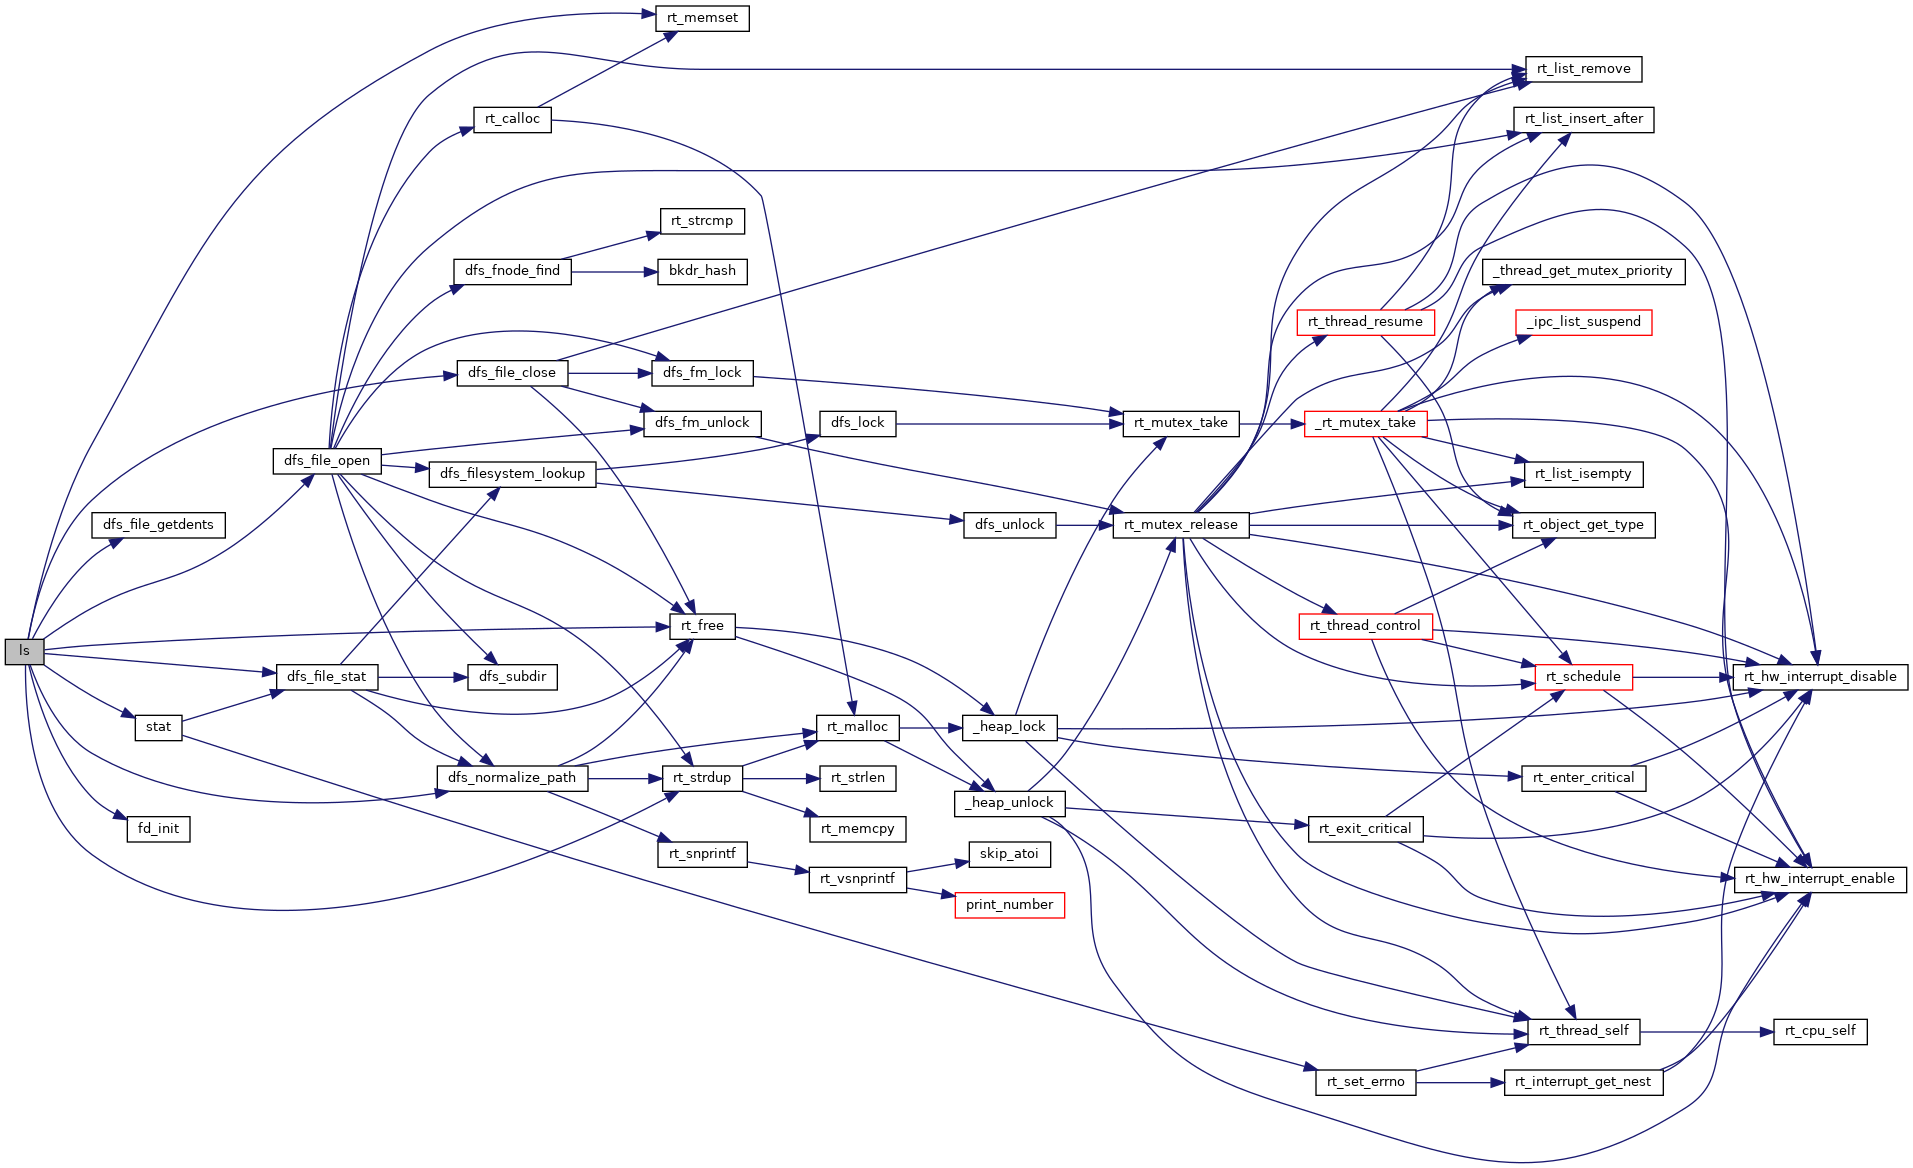 rt_memset
rt_list_remove
rt_calloc
rt_list_insert_after
rt_strcmp
dfs_fnode_find
bkdr_hash
_thread_get_mutex_priority
rt_thread_resume
_ipc_list_suspend
dfs_file_close
dfs_fm_lock
dfs_fm_unlock
dfs_lock
rt_mutex_take
_rt_mutex_take
dfs_file_open
dfs_filesystem_lookup
rt_list_isempty
dfs_file_getdents
dfs_unlock
rt_mutex_release
rt_object_get_type
rt_free
rt_thread_control
ls
dfs_file_stat
dfs_subdir
rt_schedule
rt_hw_interrupt_disable
stat
rt_malloc
_heap_lock
dfs_normalize_path
rt_strdup
rt_strlen
rt_enter_critical
_heap_unlock
fd_init
rt_memcpy
rt_exit_critical
rt_snprintf
skip_atoi
rt_vsnprintf
rt_hw_interrupt_enable
print_number
rt_thread_self
rt_cpu_self
rt_set_errno
rt_interrupt_get_nest